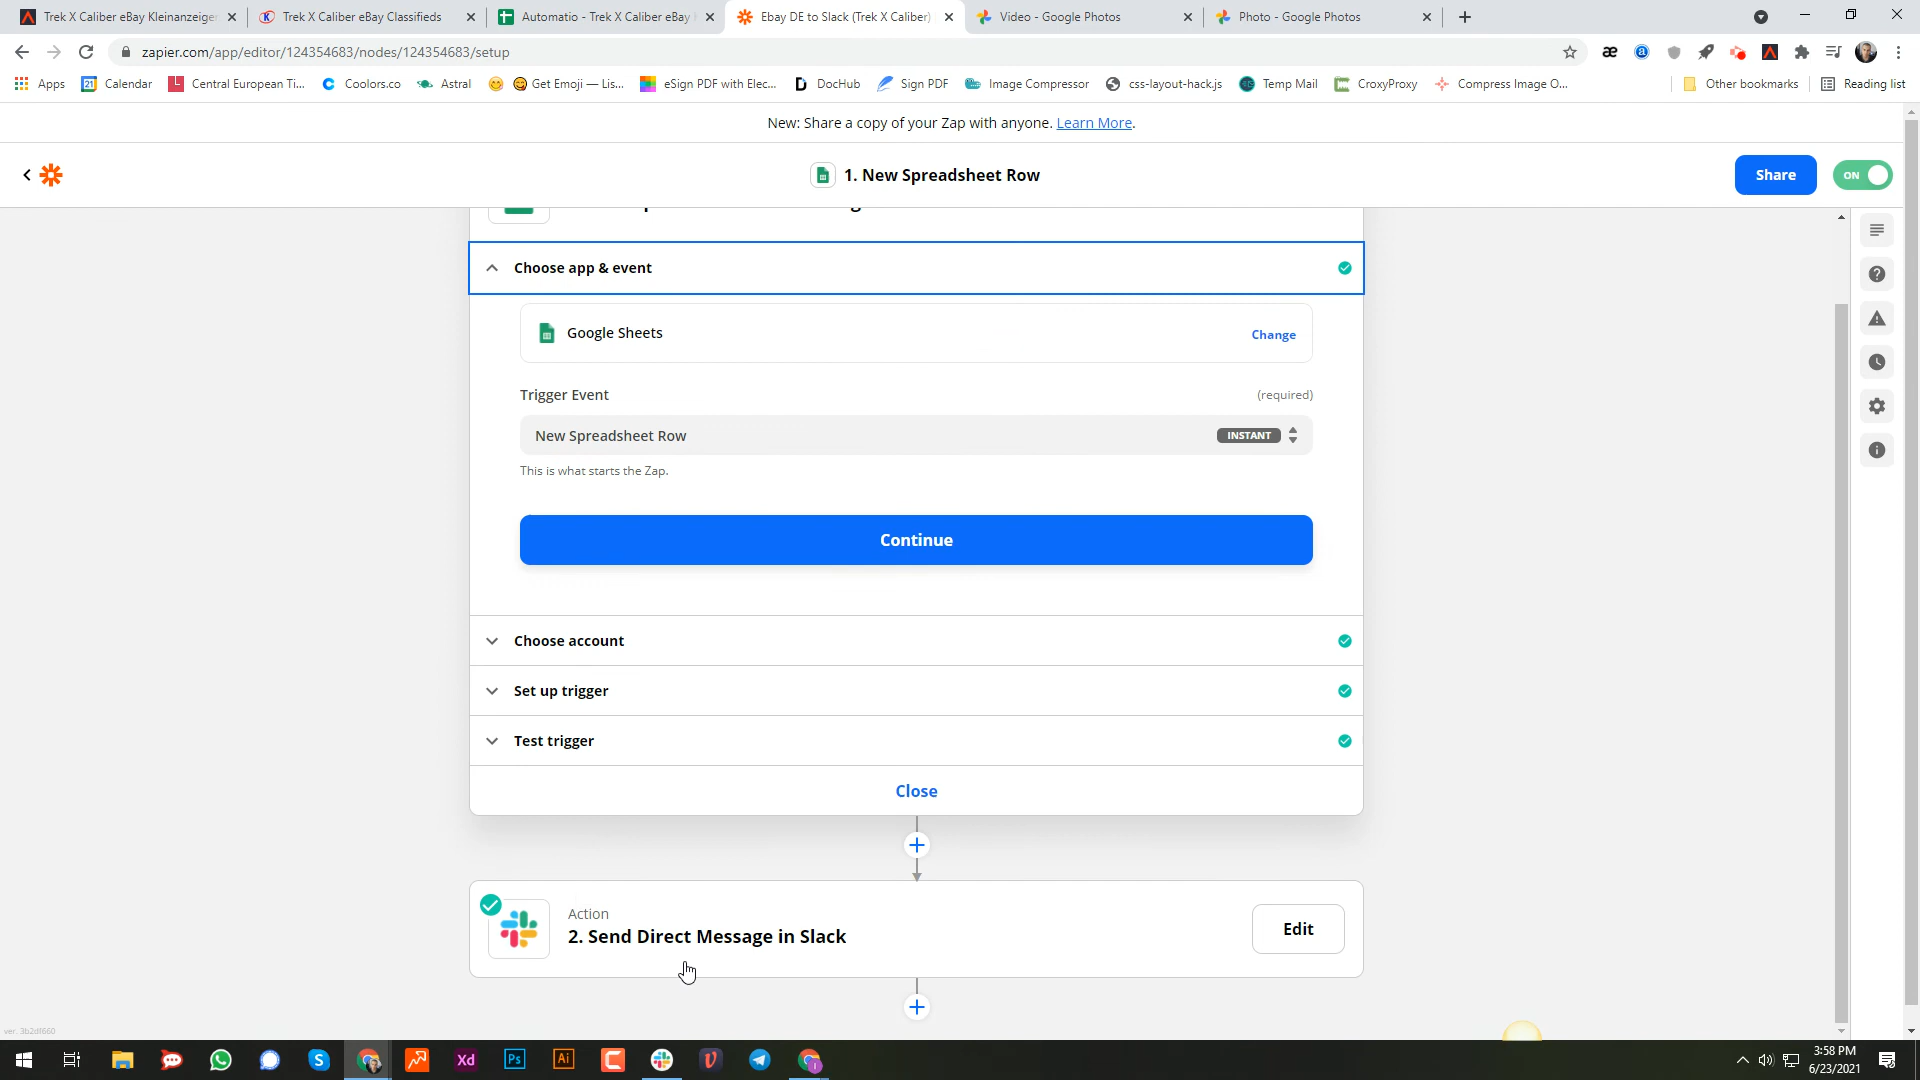 Trek X Caliber eBay Kleinanzeigen
Trek X Caliber eBay Classifieds
Automatio - Trek X Caliber eBay
Ebay DE to Slack (Trek X Caliber)
Video - Google Photos
Photo - Google Photos
zapier.com/app/editor/124354683/nodes/124354683/setup
Apps
Calendar
Central European Ti...
Coolors.co
Astral
Get Emoji — Lis...
eSign PDF with Elec...
DocHub
Sign PDF
Image Compressor
css-layout-hack.js
Temp Mail
CroxyProxy
Compress Image O...
Other bookmarks
Reading list
New: Share a copy of your Zap with anyone. Learn More.
1. New Spreadsheet Row
Share
ON
Choose app & event
Google Sheets
Change
Trigger Event
(required)
New Spreadsheet Row
INSTANT
This is what starts the Zap.
Continue
Choose account
Set up trigger
Test trigger
Close
Action
2. Send Direct Message in Slack
Edit
ver. 3b2df660
3:58 PM
6/23/2021